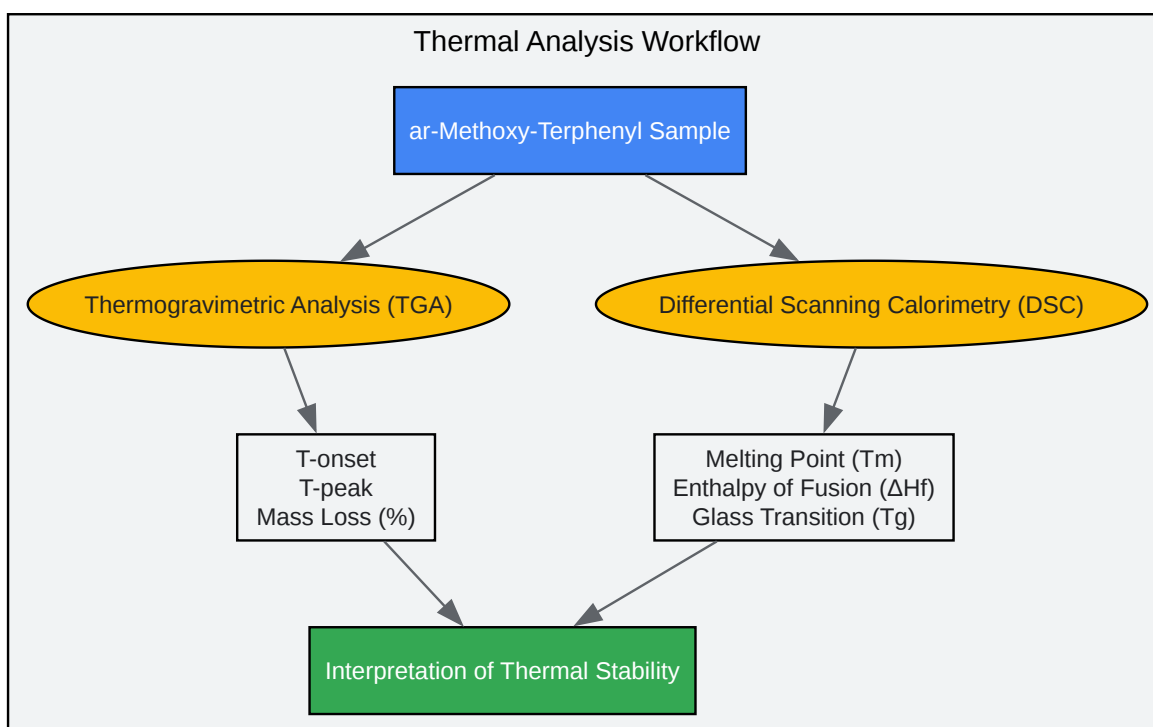 Thermal Analysis Workflow
ar-Methoxy-Terphenyl Sample
Thermogravimetric Analysis (TGA)
Differential Scanning Calorimetry (DSC)
T-onset
T-peak
Mass Loss (%)
Melting Point (Tm)
Enthalpy of Fusion (ΔHf)
Glass Transition (Tg)
Interpretation of Thermal Stability